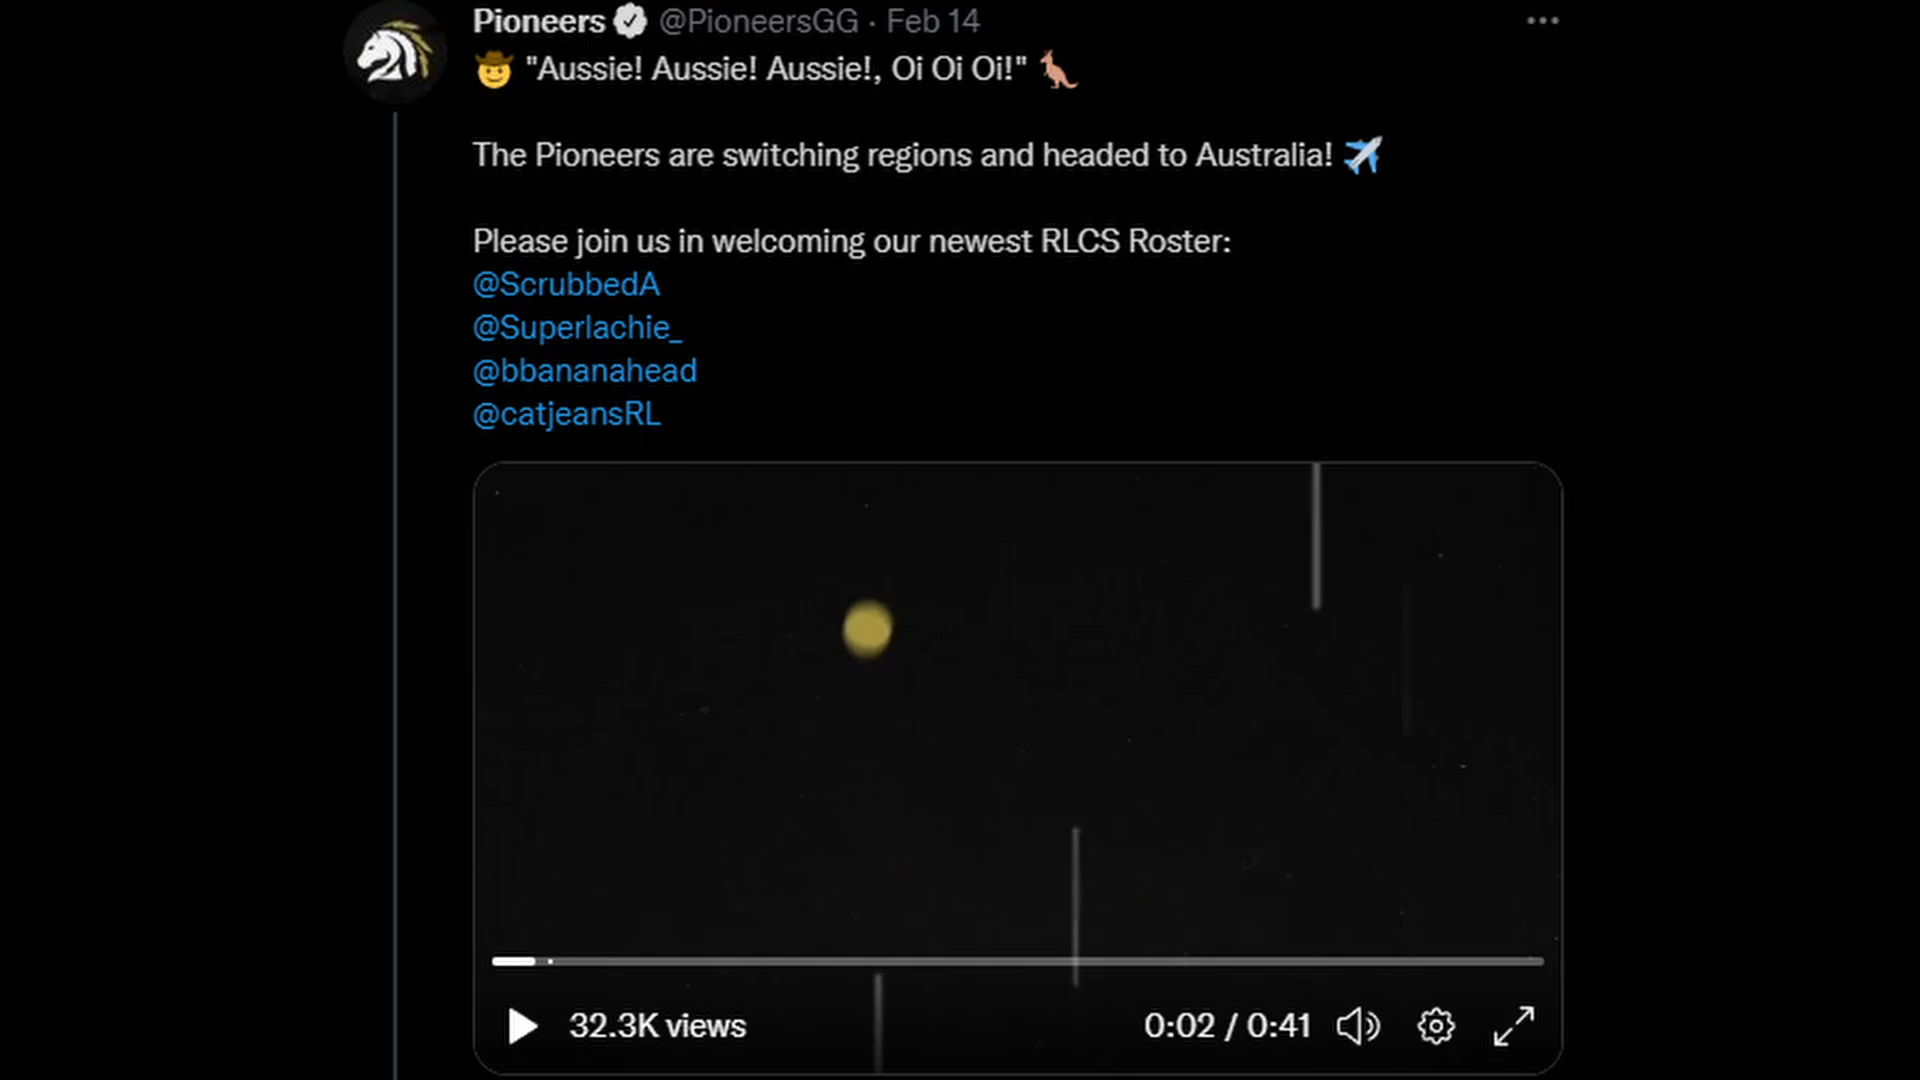 Pioneers @PioneersGG · Feb 14
🤠 "Aussie! Aussie! Aussie!, Oi Oi Oi!" 🦘
The Pioneers are switching regions and headed to Australia! ✈️
Please join us in welcoming our newest RLCS Roster:
@ScrubbedA
@Superlachie_
@bbananahead
@catjeansRL
32.3K views 0:02 / 0:41